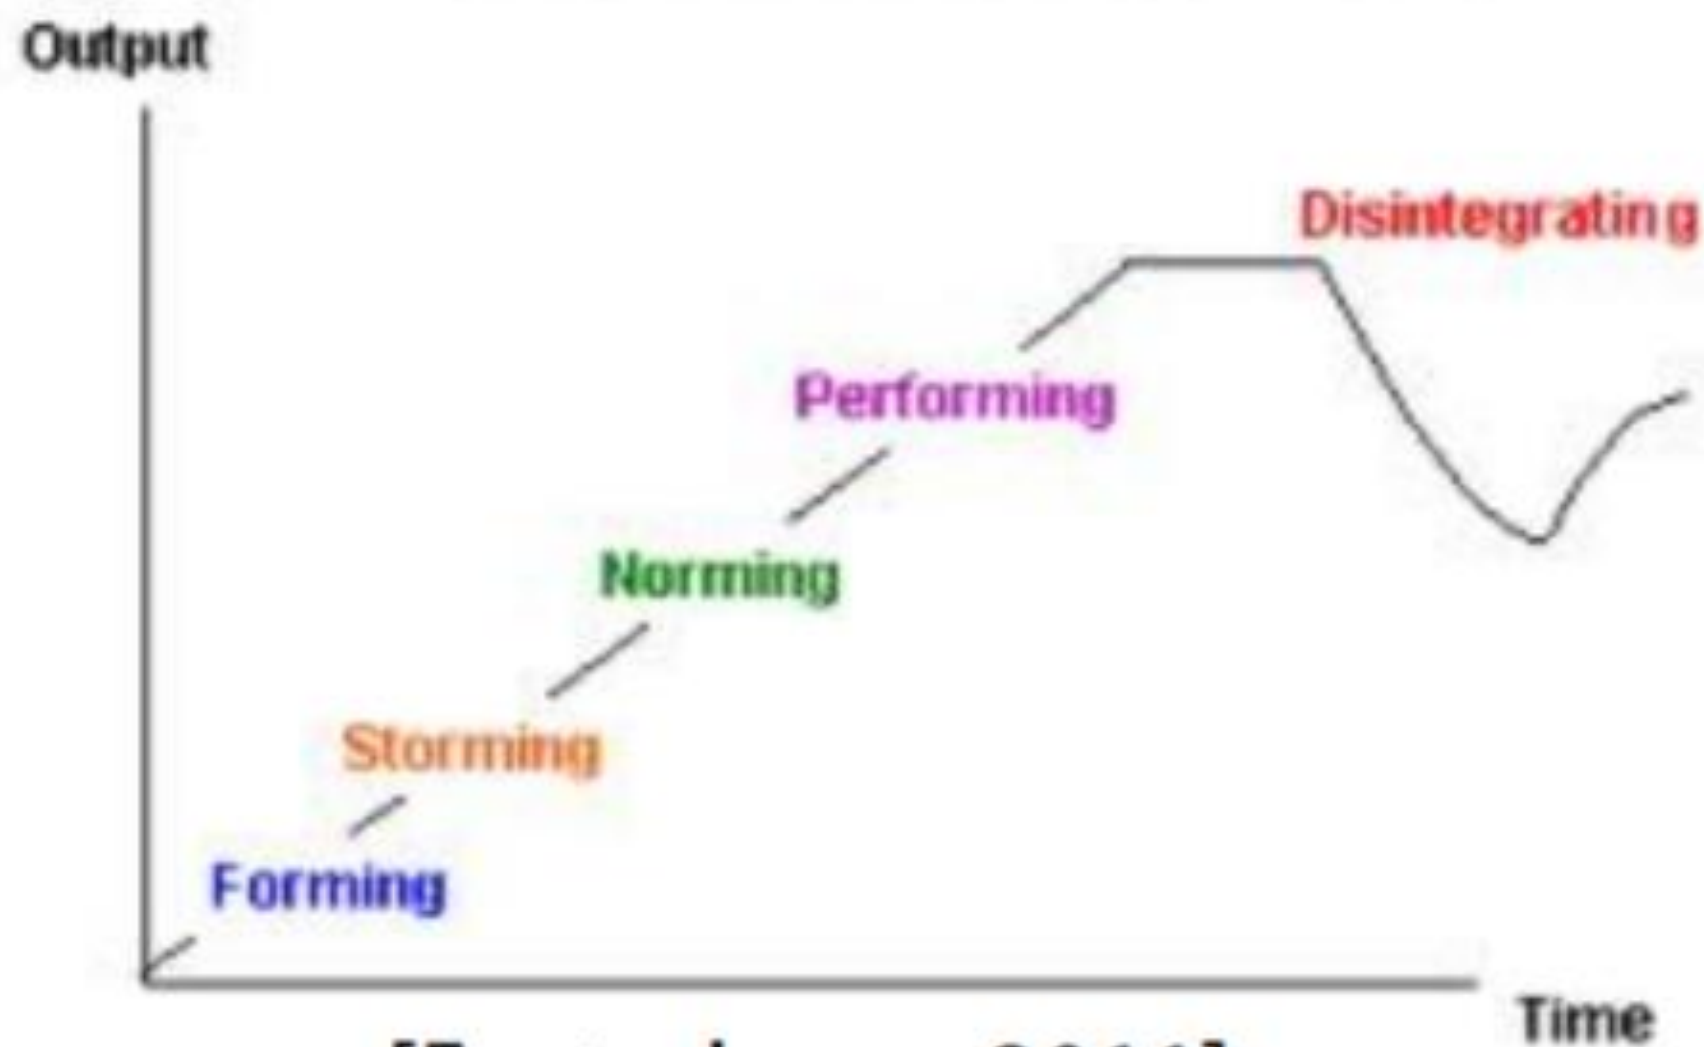 Output
Disintegrating
Performing
Norming
Storming
Forming
Time